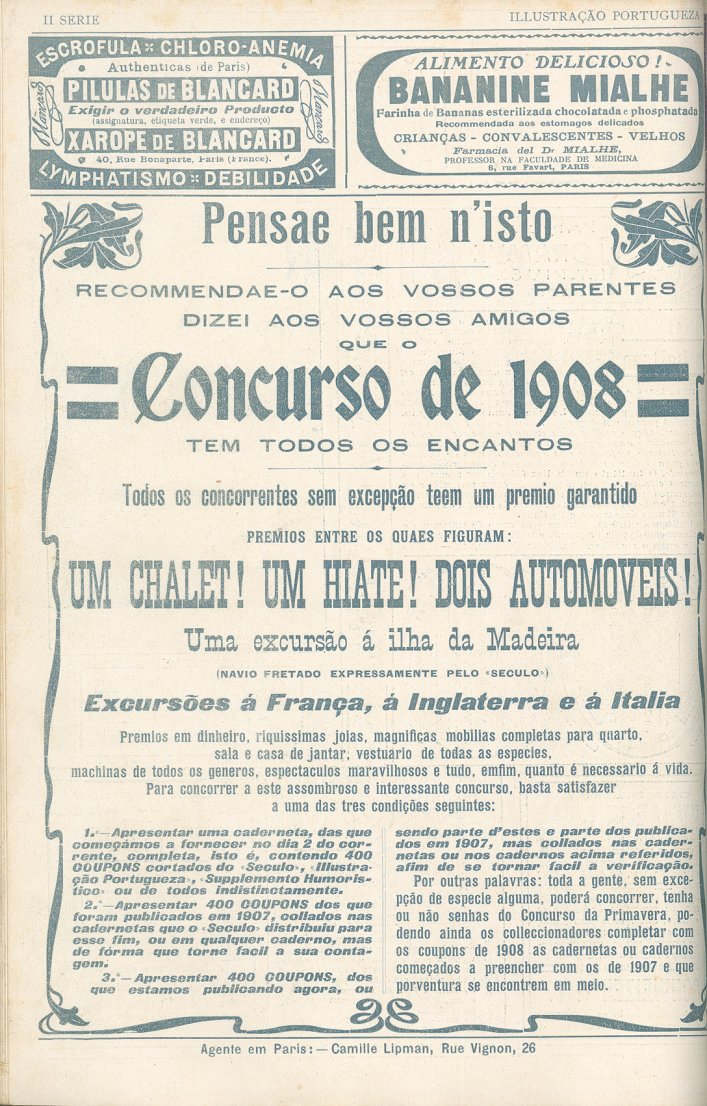 II SERIE
ILLUSTRAÇÃO PORTUGUEZA
ESCROFULA :: CHLORO-ANEMIA
Authenticas (de Paris)
PILULAS DE BLANCARD
Exigir o verdadeiro Producto
(assignatura, etiqueta verde, e endereço)
XAROPE DE BLANCARD
40, Rue Bonaparte, Paris (France).
LYMPHATISMO :: DEBILIDADE
Blancard
Blancard
ALIMENTO DELICIOSO!
BANANINE MIALHE
Farinha de Bananas esterilizada chocolatada e phosphatada
Recommendada aos estomagos delicados
CRIANÇAS - CONVALESCENTES - VELHOS
Farmacia del Dr MIALHE,
PROFESSOR NA FACULDADE DE MEDICINA
8, rue Favart, PARIS
Pensae bem n'isto
RECOMMENDAE-O AOS VOSSOS PARENTES
DIZEI AOS VOSSOS AMIGOS
QUE O
Concurso de 1908
TEM TODOS OS ENCANTOS
Todos os concorrentes sem excepção teem um premio garantido
PREMIOS ENTRE OS QUAES FIGURAM:
UM CHALET! UM HIATE! DOIS AUTOMOVEIS!
Uma excursão á ilha da Madeira
(NAVIO FRETADO EXPRESSAMENTE PELO «SECULO»)
Excursões á França, á Inglaterra e á Italia
Premios em dinheiro, riquissimas joias, magnificas mobilias completas para quarto,
sala e casa de jantar, vestuario de todas as especies,
machinas de todos os generos, espectaculos maravilhosos e tudo, emfim, quanto é necessario á vida.
Para concorrer a este assombroso e interessante concurso, basta satisfazer
a uma das tres condições seguintes:
1.ª—Apresentar uma caderneta, das que
começámos a fornecer no dia 2 do cor-
rente, completa, isto é, contendo 400
COUPONS cortados do «Seculo», «Illustra-
ção Portugueza», «Supplemento Humoris-
tico» ou de todos indistinctamente.
2.ª—Apresentar 400 COUPONS dos que
foram publicados em 1907, collados nas
cadernetas que o «Seculo» distribuiu para
esse fim, ou em qualquer caderno, mas
de fórma que torne facil a sua conta-
gem.
3.ª—Apresentar 400 COUPONS, dos
que estamos publicando agora, ou
sendo parte d'estes e parte dos publica-
dos em 1907, mas collados nas cader-
netas ou nos cadernos acima referidos,
afim de se tornar facil a verificação.
Por outras palavras: toda a gente, sem exce-
pção de especie alguma, poderá concorrer, tenha
ou não senhas do Concurso da Primavera, po-
dendo ainda os colleccionadores completar com
os coupons de 1908 as cadernetas ou cadernos
começados a preencher com os de 1907 e que
porventura se encontrem em meio.
Agente em Paris:—Camille Lipman, Rue Vignon, 26